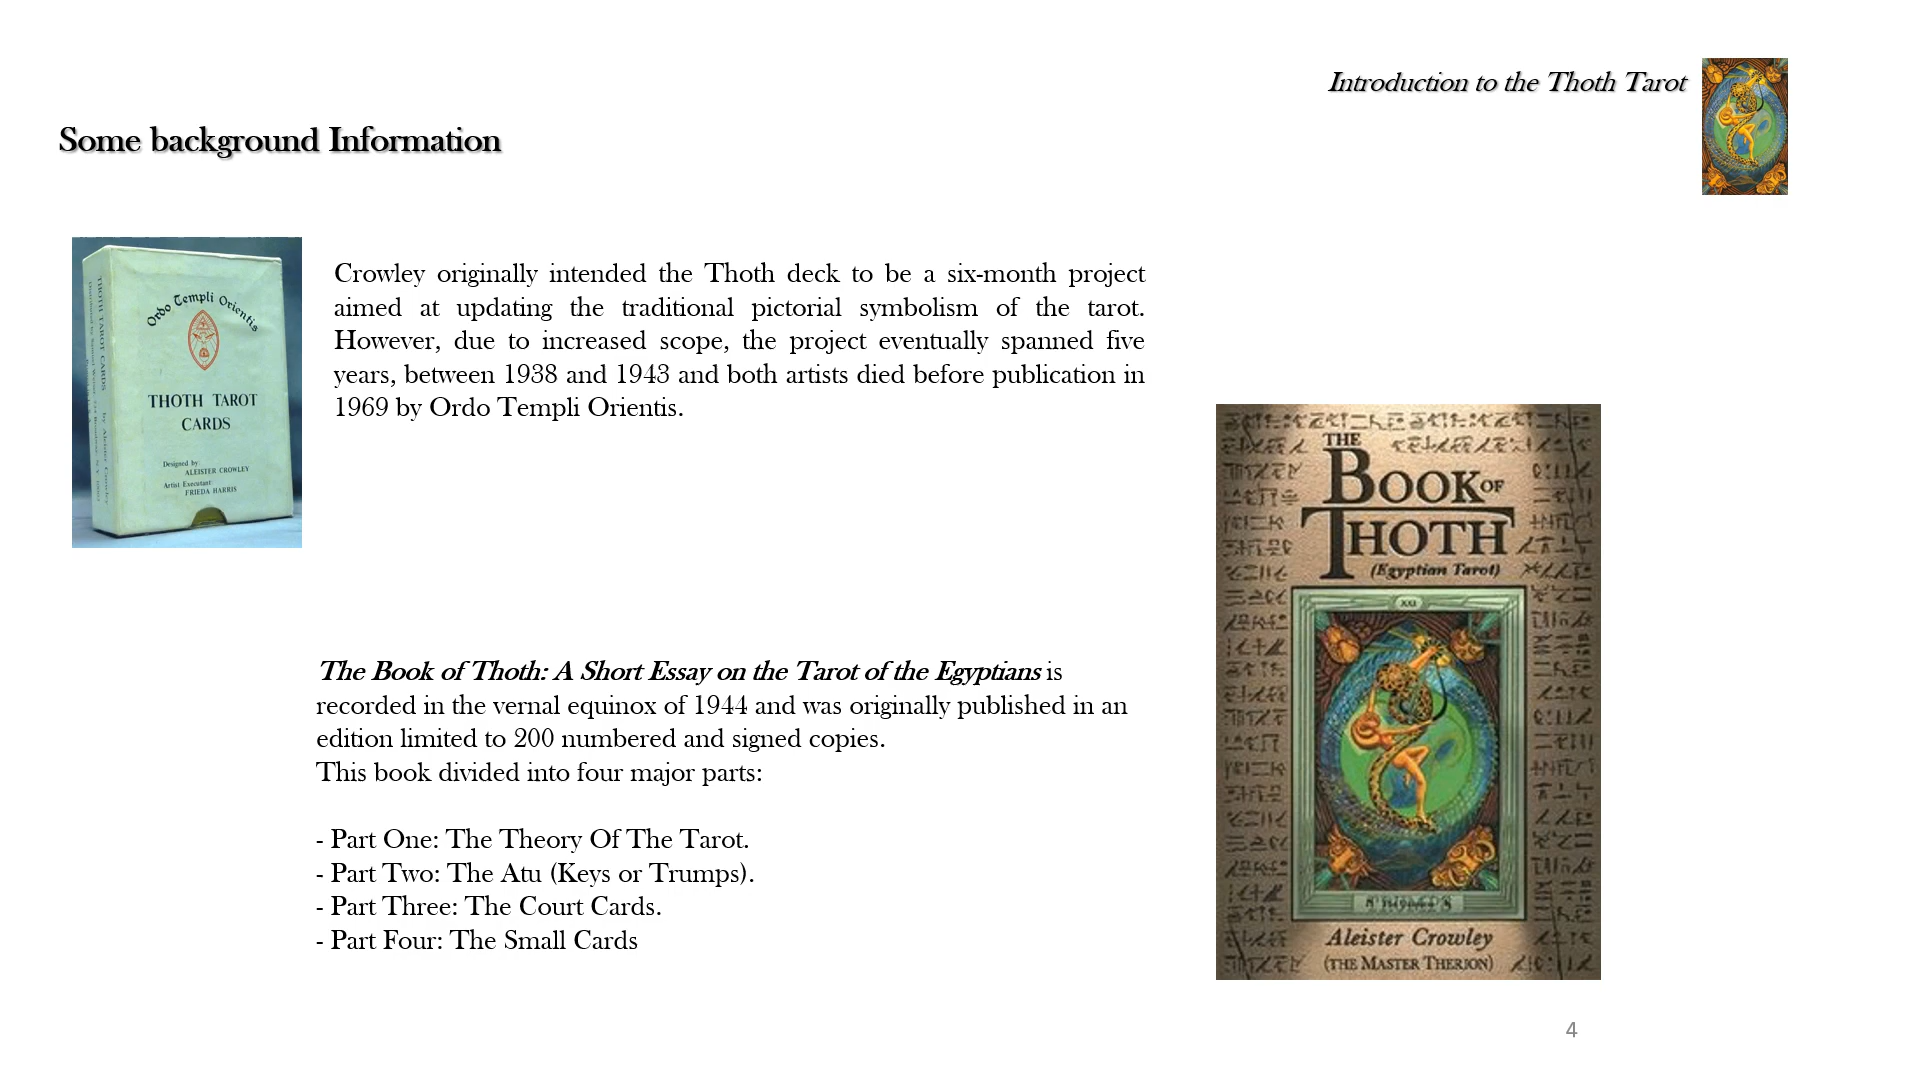 Introduction to the Thoth Tarot
Some background Information
Ordo Templi Orientis
THOTH TAROT
CARDS
Designed by:
ALEISTER CROWLEY
Artist Executant:
FRIEDA HARRIS
THOTH TAROT CARDS by Aleister Crowley
Crowley originally intended the Thoth deck to be a six-month project
aimed at updating the traditional pictorial symbolism of the tarot.
However, due to increased scope, the project eventually spanned five
years, between 1938 and 1943 and both artists died before publication in
1969 by Ordo Templi Orientis.
THE
BOOK OF
THOTH
(Egyptian Tarot)
XXI
Aleister Crowley
(THE MASTER THERION)
The Book of Thoth: A Short Essay on the Tarot of the Egyptians is
recorded in the vernal equinox of 1944 and was originally published in an
edition limited to 200 numbered and signed copies.
This book divided into four major parts:
- Part One: The Theory Of The Tarot.
- Part Two: The Atu (Keys or Trumps).
- Part Three: The Court Cards.
- Part Four: The Small Cards
4